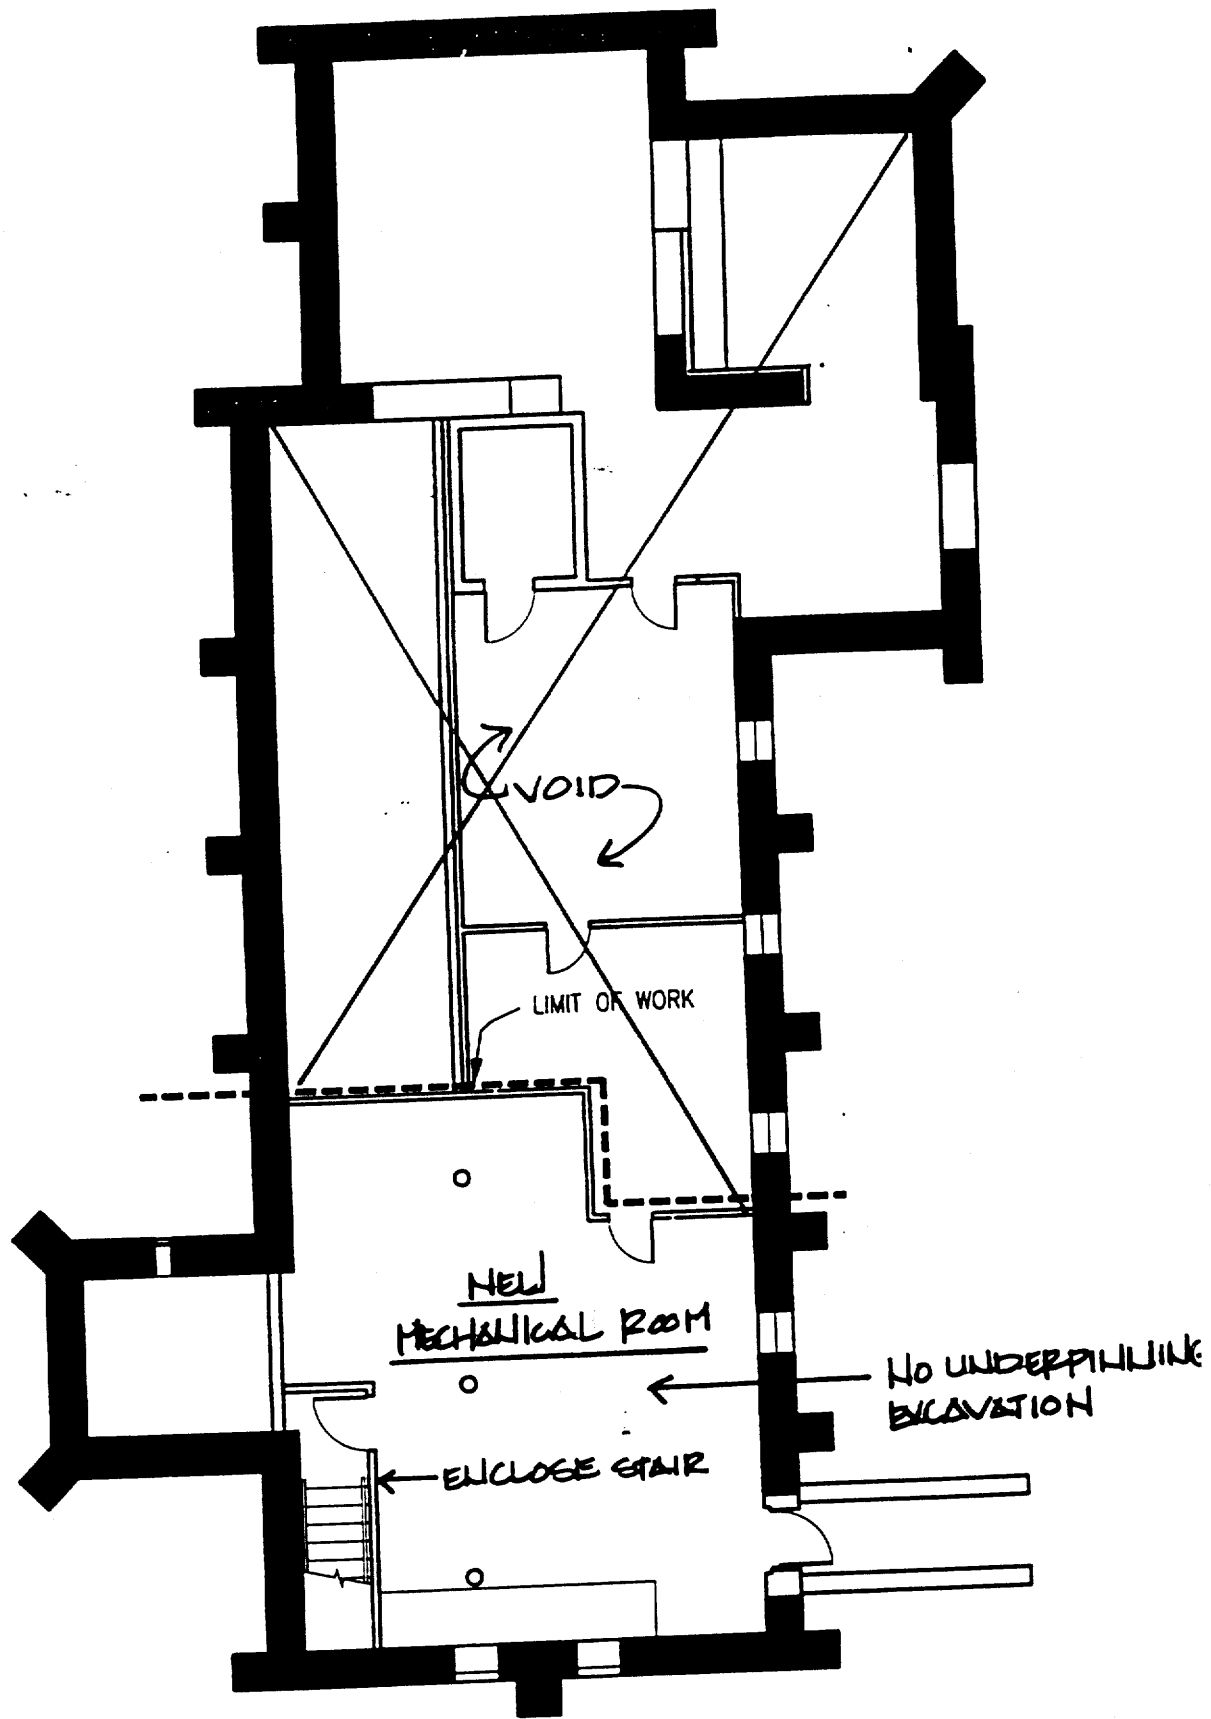 VOID
LIMIT OF WORK
NEW
MECHANICAL ROOM
NO UNDERPINNING
EXCAVATION
ENCLOSE STAIR